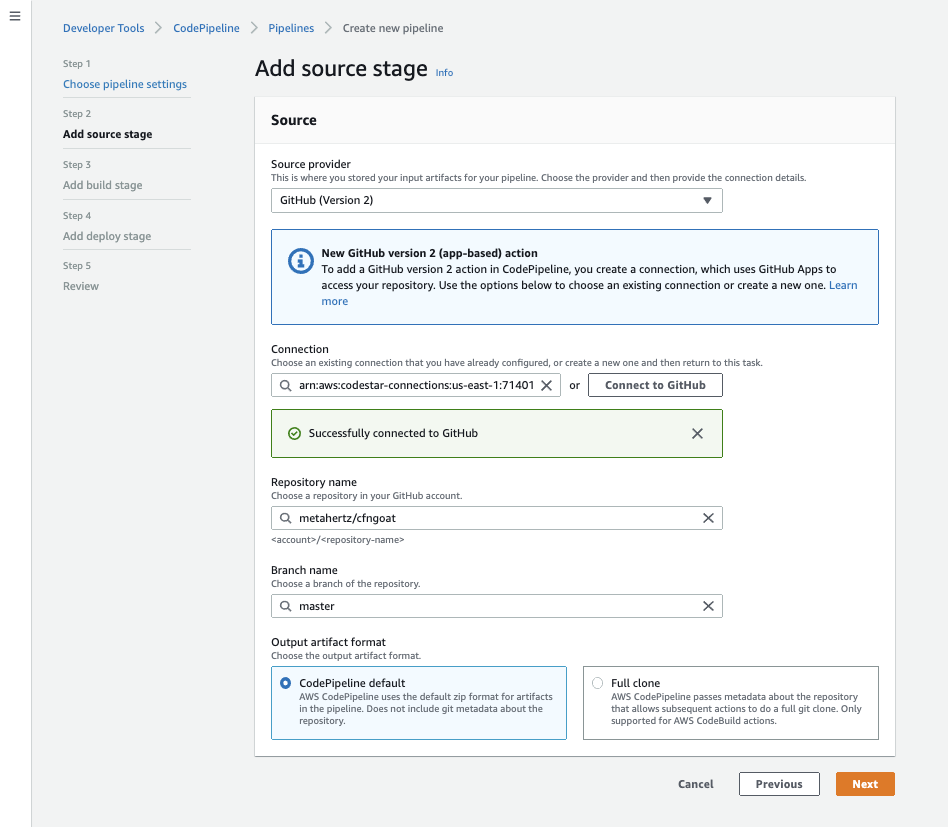 Developer Tools > CodePipeline > Pipelines > Create new pipeline
Step 1
Choose pipeline settings
Step 2
Add source stage
Step 3
Add build stage
Step 4
Add deploy stage
Step 5
Review
Add source stage Info
Source
Source provider
This is where you stored your input artifacts for your pipeline. Choose the provider and then provide the connection details.
GitHub (Version 2)
New GitHub version 2 (app-based) action
To add a GitHub version 2 action in CodePipeline, you create a connection, which uses GitHub Apps to
access your repository. Use the options below to choose an existing connection or create a new one. Learn
more
Connection
Choose an existing connection that you have already configured, or create a new one and then return to this task.
arn:aws:codestar-connections:us-east-1:71401 or Connect to GitHub
Successfully connected to GitHub
Repository name
Choose a repository in your GitHub account.
metahertz/cfngoat
<account>/<repository-name>
Branch name
Choose a branch of the repository.
master
Output artifact format
Choose the output artifact format.
CodePipeline default
AWS CodePipeline uses the default zip format for artifacts
in the pipeline. Does not include git metadata about the
repository.
Full clone
AWS CodePipeline passes metadata about the repository
that allows subsequent actions to do a full git clone. Only
supported for AWS CodeBuild actions.
Cancel Previous Next